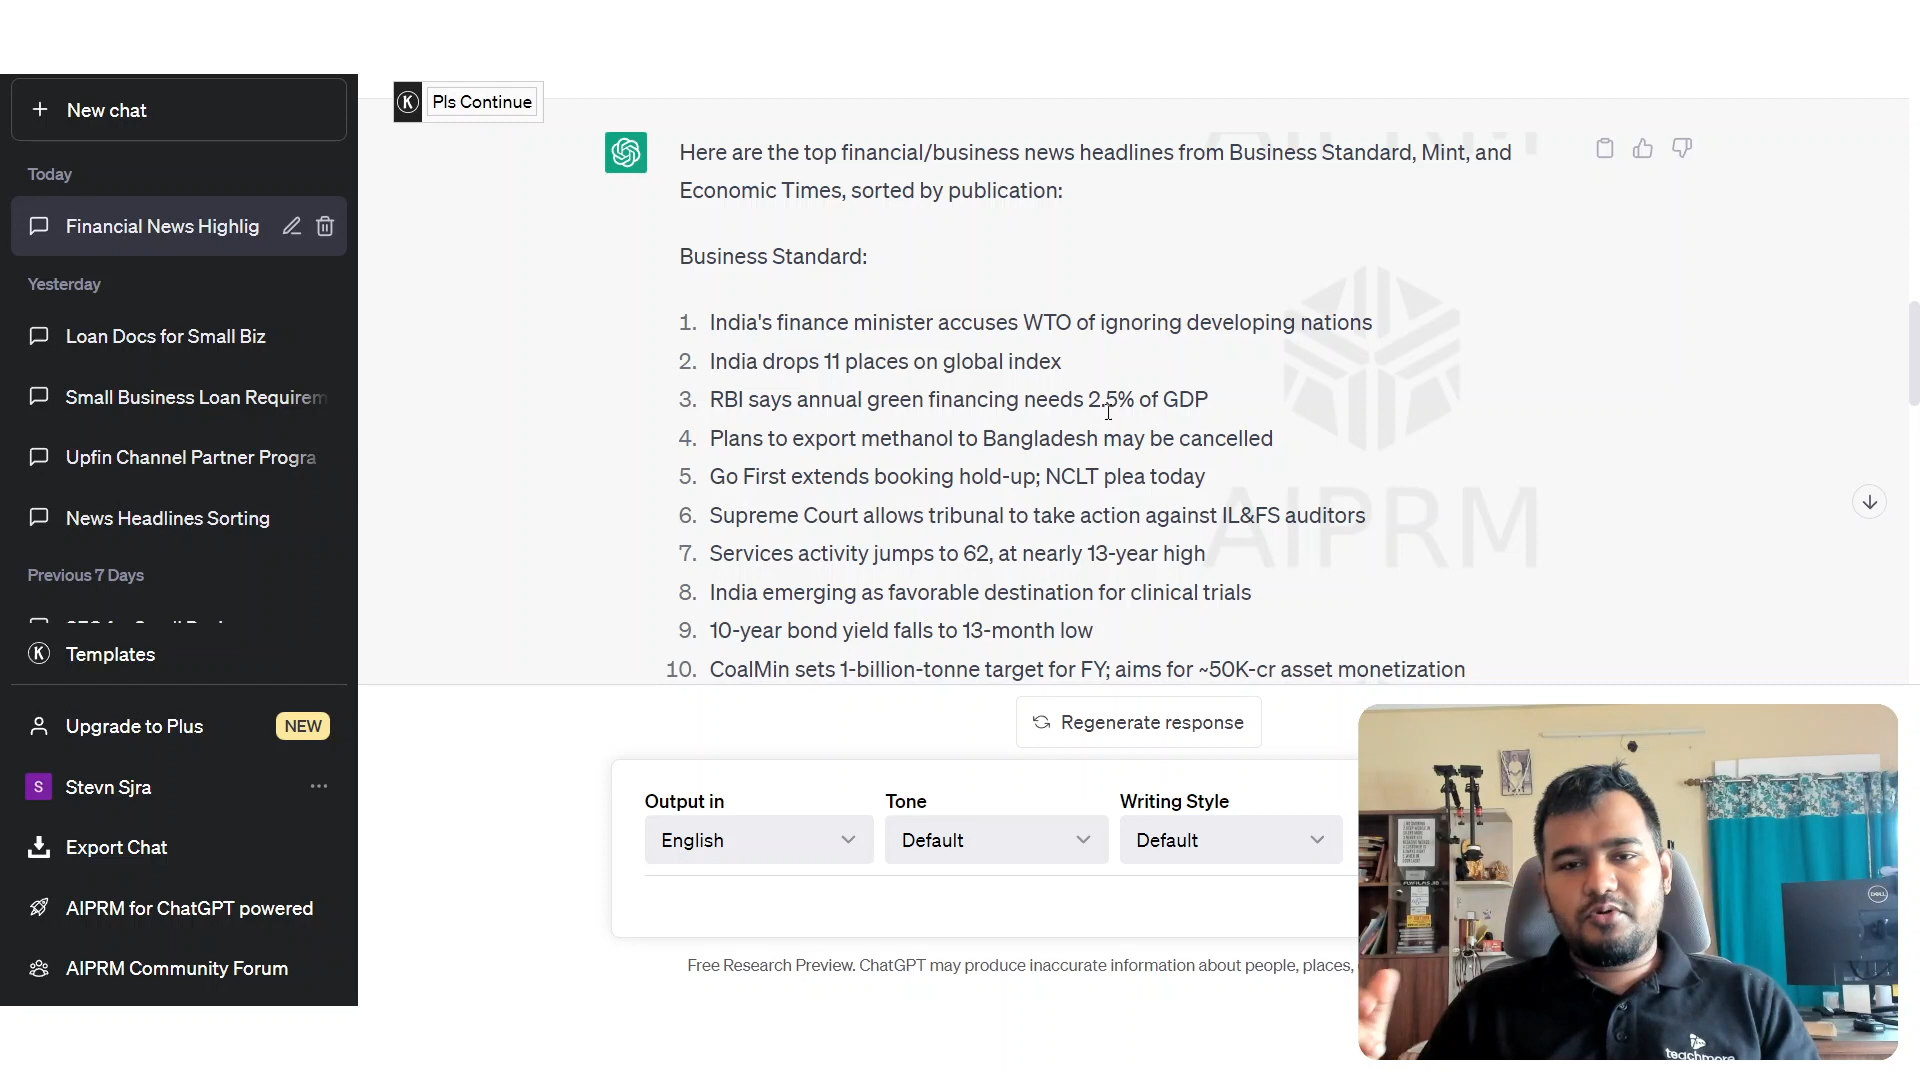 New chat
Today
Financial News Highlig
Yesterday
Loan Docs for Small Biz
Small Business Loan Requirem
Upfin Channel Partner Progra
News Headlines Sorting
Previous 7 Days
Templates
Upgrade to Plus NEW
S Stevn Sjra
Export Chat
AIPRM for ChatGPT powered
AIPRM Community Forum
K Pls Continue
Here are the top financial/business news headlines from Business Standard, Mint, and
Economic Times, sorted by publication:
Business Standard:
1. India's finance minister accuses WTO of ignoring developing nations
2. India drops 11 places on global index
3. RBI says annual green financing needs 2.5% of GDP
4. Plans to export methanol to Bangladesh may be cancelled
5. Go First extends booking hold-up; NCLT plea today
6. Supreme Court allows tribunal to take action against IL&FS auditors
7. Services activity jumps to 62, at nearly 13-year high
8. India emerging as favorable destination for clinical trials
9. 10-year bond yield falls to 13-month low
10. CoalMin sets 1-billion-tonne target for FY; aims for ~50K-cr asset monetization
AIPRM
Regenerate response
Output in Tone Writing Style
English Default Default
Free Research Preview. ChatGPT may produce inaccurate information about people, places,
DELL
teachmore